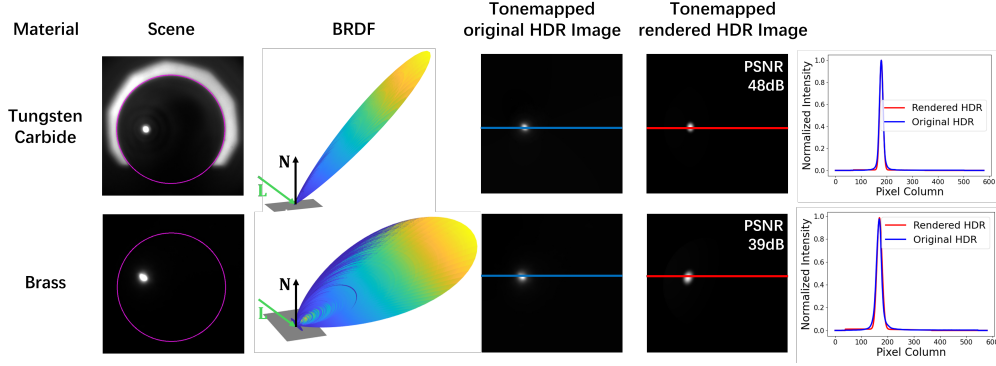 Material
Scene
BRDF
Tonemapped
original HDR Image
Tonemapped
rendered HDR Image
Tungsten
Carbide
N
L
PSNR
48dB
Normalized Intensity
1.0
0.8
0.6
0.4
0.2
0.0
Rendered HDR
Original HDR
0 100 200 300 400 500 600
Pixel Column
Brass
N
L
PSNR
39dB
Normalized Intensity
1.0
0.8
0.6
0.4
0.2
0.0
Rendered HDR
Original HDR
0 100 200 300 400 500 600
Pixel Column